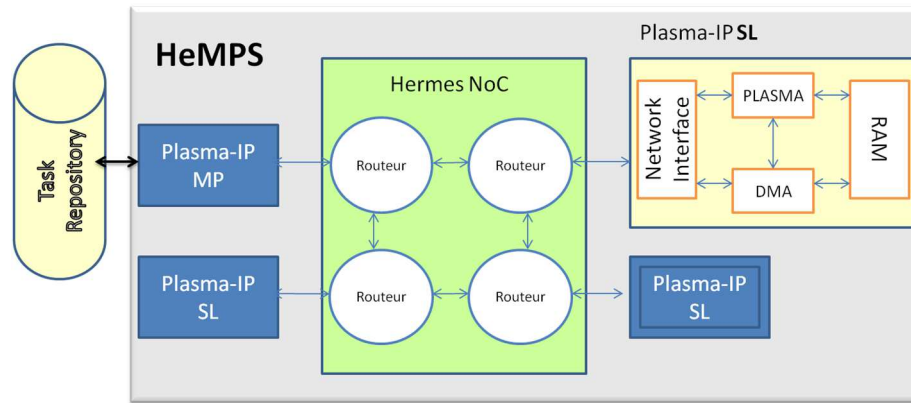 HeMPS
Plasma-IP SL
Hermes NoC
Task
Repository
Plasma-IP
MP
Routeur
Routeur
Network
Interface
PLASMA
DMA
RAM
Plasma-IP
SL
Routeur
Routeur
Plasma-IP
SL